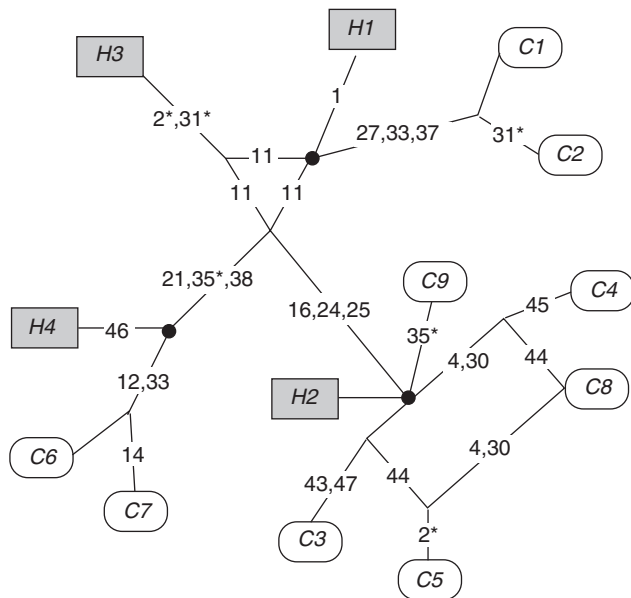 H1
H3
C1
1
2*,31*
27,33,37
31*
C2
11
11
11
21,35*,38
C9
16,24,25
45
C4
H4
46
35*
4,30
44
12,33
H2
C8
4,30
C6
14
43,47
44
C7
C3
2*
C5